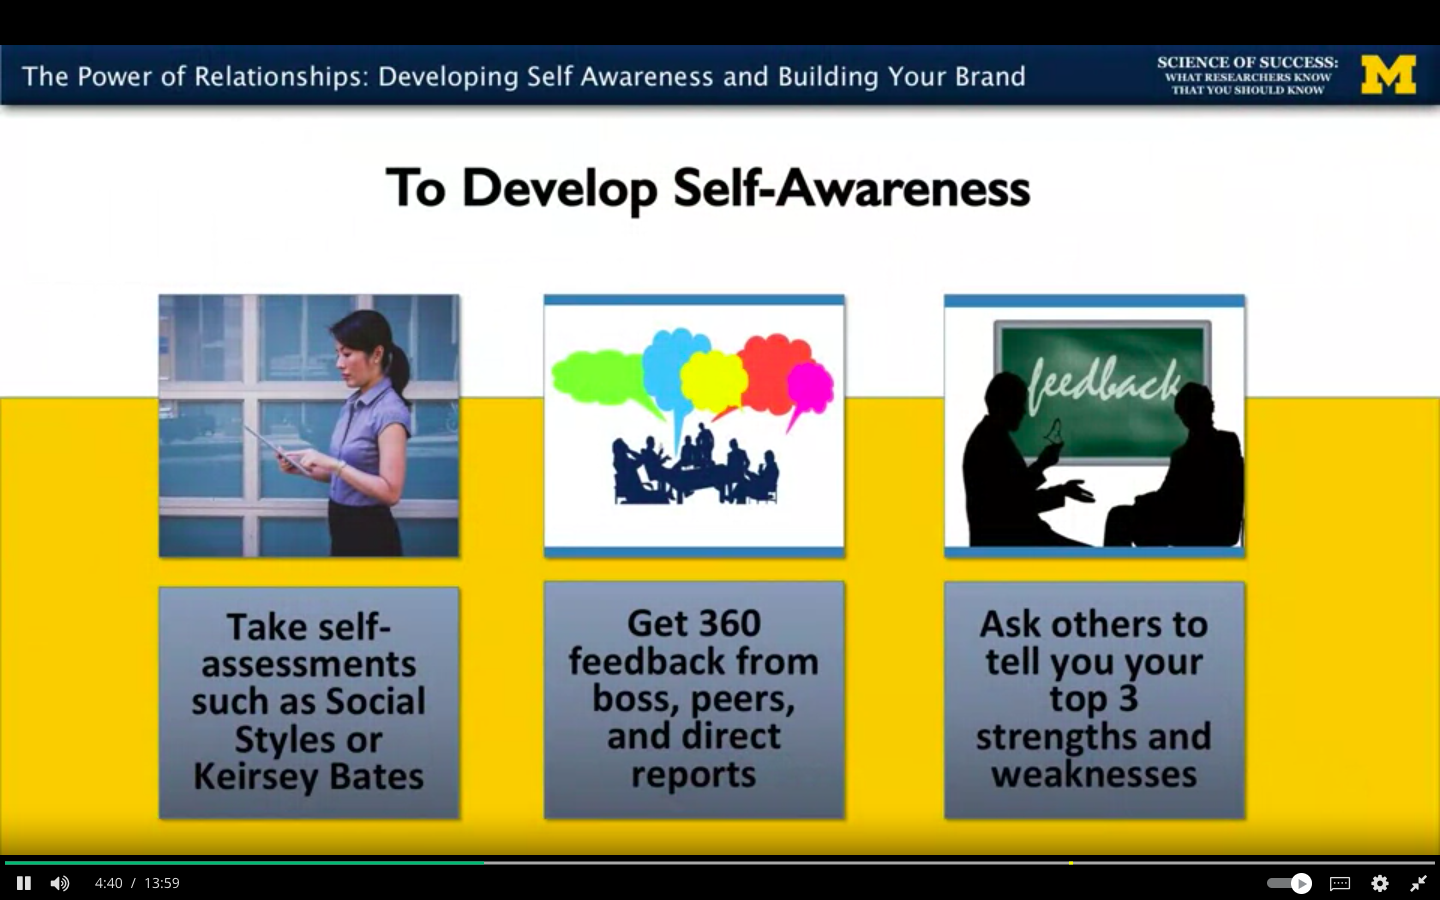 The Power of Relationships: Developing Self Awareness and Building Your Brand
SCIENCE OF SUCCESS:
WHAT RESEARCHERS KNOW
THAT YOU SHOULD KNOW
M
To Develop Self-Awareness
feedback
Take self-
assessments
such as Social
Styles or
Keirsey Bates
Get 360
feedback from
boss, peers,
and direct
reports
Ask others to
tell you your
top 3
strengths and
weaknesses
4:40 / 13:59